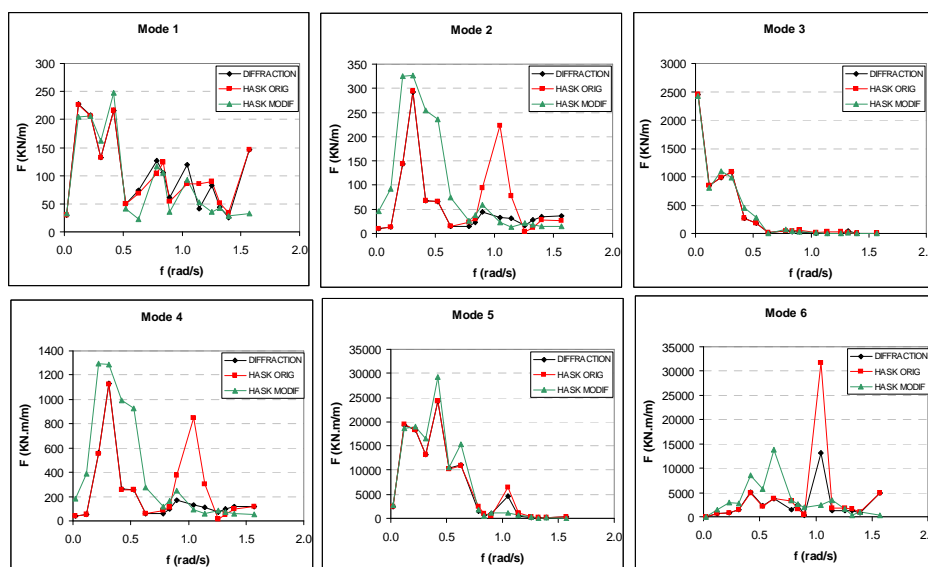 Mode 1
F (KN/m)
300
250
200
150
100
50
0
0.0 0.5 1.0 1.5 2.0
f (rad/s)
DIFFRACTION
HASK ORIG
HASK MODIF
Mode 2
F (KN/m)
350
300
250
200
150
100
50
0
0.0 0.5 1.0 1.5 2.0
f (rad/s)
DIFFRACTION
HASK ORIG
HASK MODIF
Mode 3
F (KN/m)
3000
2500
2000
1500
1000
500
0
0.0 0.5 1.0 1.5 2.0
f (rad/s)
DIFFRACTION
HASK ORIG
HASK MODIF
Mode 4
F (KN.m/m)
1400
1200
1000
800
600
400
200
0
0.0 0.5 1.0 1.5 2.0
f (rad/s)
DIFFRACTION
HASK ORIG
HASK MODIF
Mode 5
F (KN.m/m)
35000
30000
25000
20000
15000
10000
5000
0
0.0 0.5 1.0 1.5 2.0
f (rad/s)
DIFFRACTION
HASK ORIG
HASK MODIF
Mode 6
F (KN.m/m)
35000
30000
25000
20000
15000
10000
5000
0
0.0 0.5 1.0 1.5 2.0
f (rad/s)
DIFFRACTION
HASK ORIG
HASK MODIF